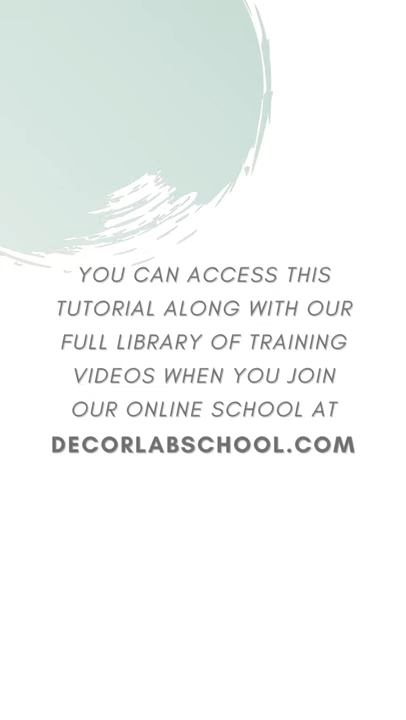 YOU CAN ACCESS THIS
TUTORIAL ALONG WITH OUR
FULL LIBRARY OF TRAINING
VIDEOS WHEN YOU JOIN
OUR ONLINE SCHOOL AT
DECORLABSCHOOL.COM